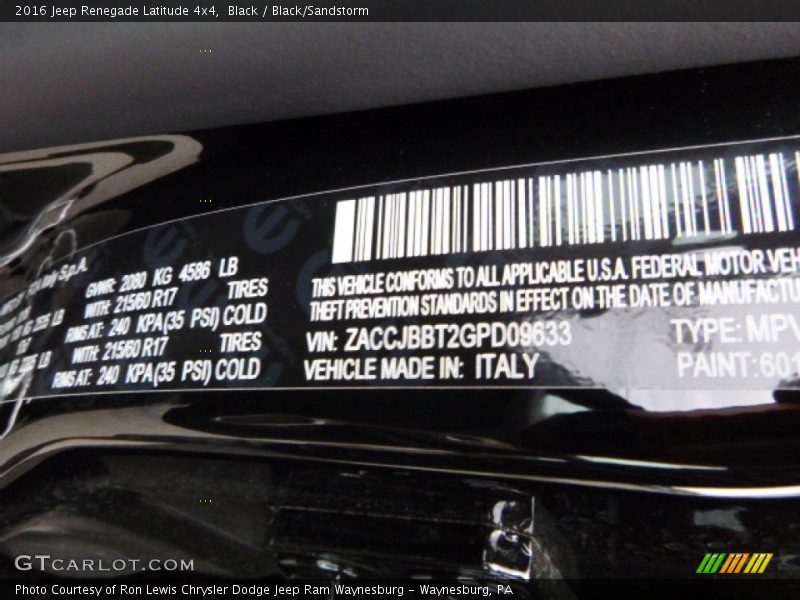 2016 Jeep Renegade Latitude 4x4, Black / Black/Sandstorm
Italy S.p.A.
GVWR: 2080 KG 4586 LB
WITH: 215/60 R17 TIRES
RIMS AT: 240 KPA(35 PSI) COLD
WITH: 215/60 R17 TIRES
RIMS AT: 240 KPA(35 PSI) COLD
THIS VEHICLE CONFORMS TO ALL APPLICABLE U.S.A. FEDERAL MOTOR VEH
THEFT PREVENTION STANDARDS IN EFFECT ON THE DATE OF MANUFACTU
VIN: ZACCJBBT2GPD09633 TYPE: MPV
VEHICLE MADE IN: ITALY PAINT: 601
GTCARLOT.COM
Photo Courtesy of Ron Lewis Chrysler Dodge Jeep Ram Waynesburg - Waynesburg, PA